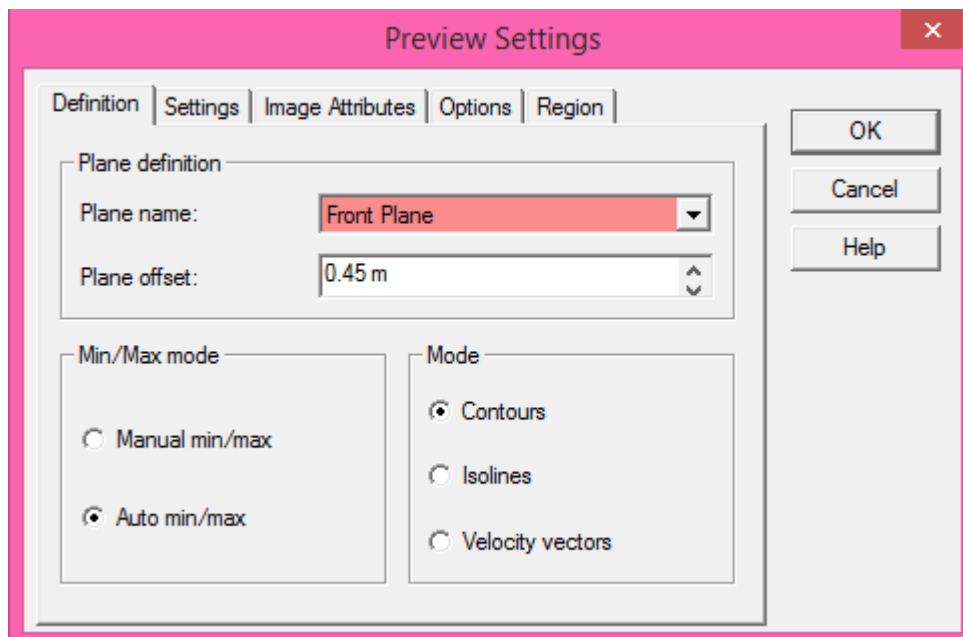 Preview Settings
Definition Settings Image Attributes Options Region
Plane definition
Plane name: Front Plane
Plane offset: 0.45 m
Min/Max mode
Manual min/max
Auto min/max
Mode
Contours
Isolines
Velocity vectors
OK
Cancel
Help